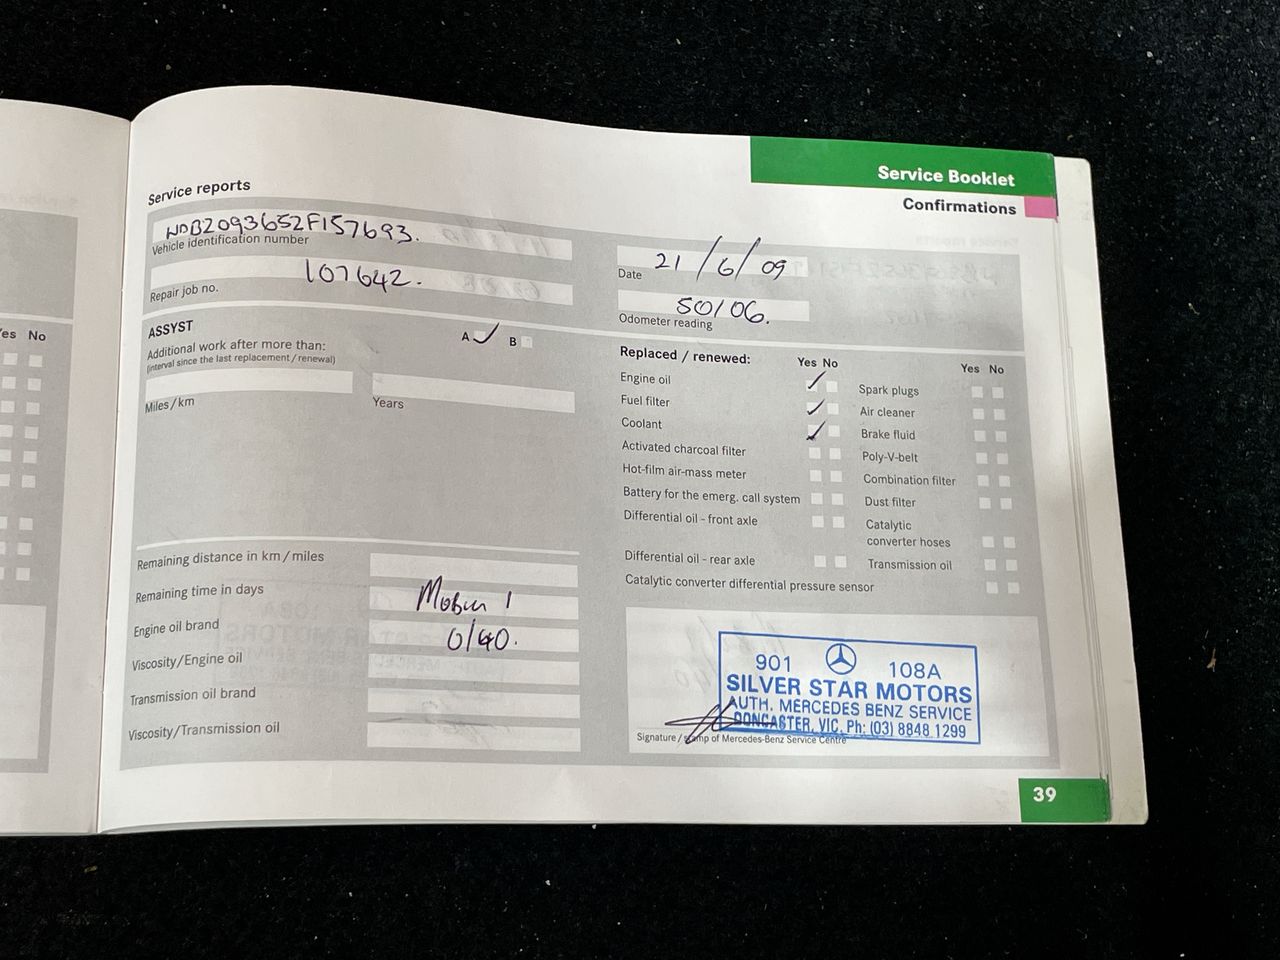 Service Booklet
Confirmations
Service reports
WDB2093652F157693.
Vehicle identification number
107642.
Repair job no.
21/6/09
Date
50106.
Odometer reading
ASSYST
A B
Additional work after more than:
(interval since the last replacement / renewal)
Miles/km
Years
Replaced / renewed:
Yes No
Engine oil
Fuel filter
Coolant
Activated charcoal filter
Hot-film air-mass meter
Battery for the emerg. call system
Differential oil - front axle
Differential oil - rear axle
Catalytic converter differential pressure sensor
Yes No
Spark plugs
Air cleaner
Brake fluid
Poly-V-belt
Combination filter
Dust filter
Catalytic
converter hoses
Transmission oil
Remaining distance in km/miles
Remaining time in days
Mobil 1
Engine oil brand
0/40.
Viscosity/Engine oil
Transmission oil brand
Viscosity/Transmission oil
901 108A
SILVER STAR MOTORS
AUTH. MERCEDES BENZ SERVICE
DONCASTER, VIC. Ph: (03) 8848 1299
Signature / stamp of Mercedes-Benz Service Centre
39
Yes No